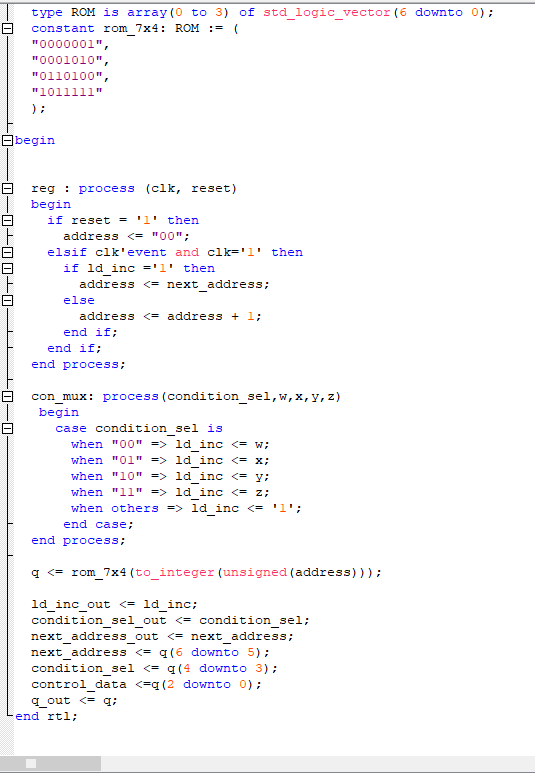 type ROM is array(0 to 3) of std_logic_vector(6 downto 0);
constant rom_7x4: ROM := (
"0000001",
"0001010",
"0110100",
"1011111"
);
begin
reg : process (clk, reset)
begin
if reset = '1' then
address <= "00";
elsif clk'event and clk='1' then
if ld_inc ='1' then
address <= next_address;
else
address <= address + 1;
end if;
end if;
end process;
con_mux: process(condition_sel,w,x,y,z)
begin
case condition_sel is
when "00" => ld_inc <= w;
when "01" => ld_inc <= x;
when "10" => ld_inc <= y;
when "11" => ld_inc <= z;
when others => ld_inc <= '1';
end case;
end process;
q <= rom_7x4(to_integer(unsigned(address)));
ld_inc_out <= ld_inc;
condition_sel_out <= condition_sel;
next_address_out <= next_address;
next_address <= q(6 downto 5);
condition_sel <= q(4 downto 3);
control_data <=q(2 downto 0);
q_out <= q;
end rtl;